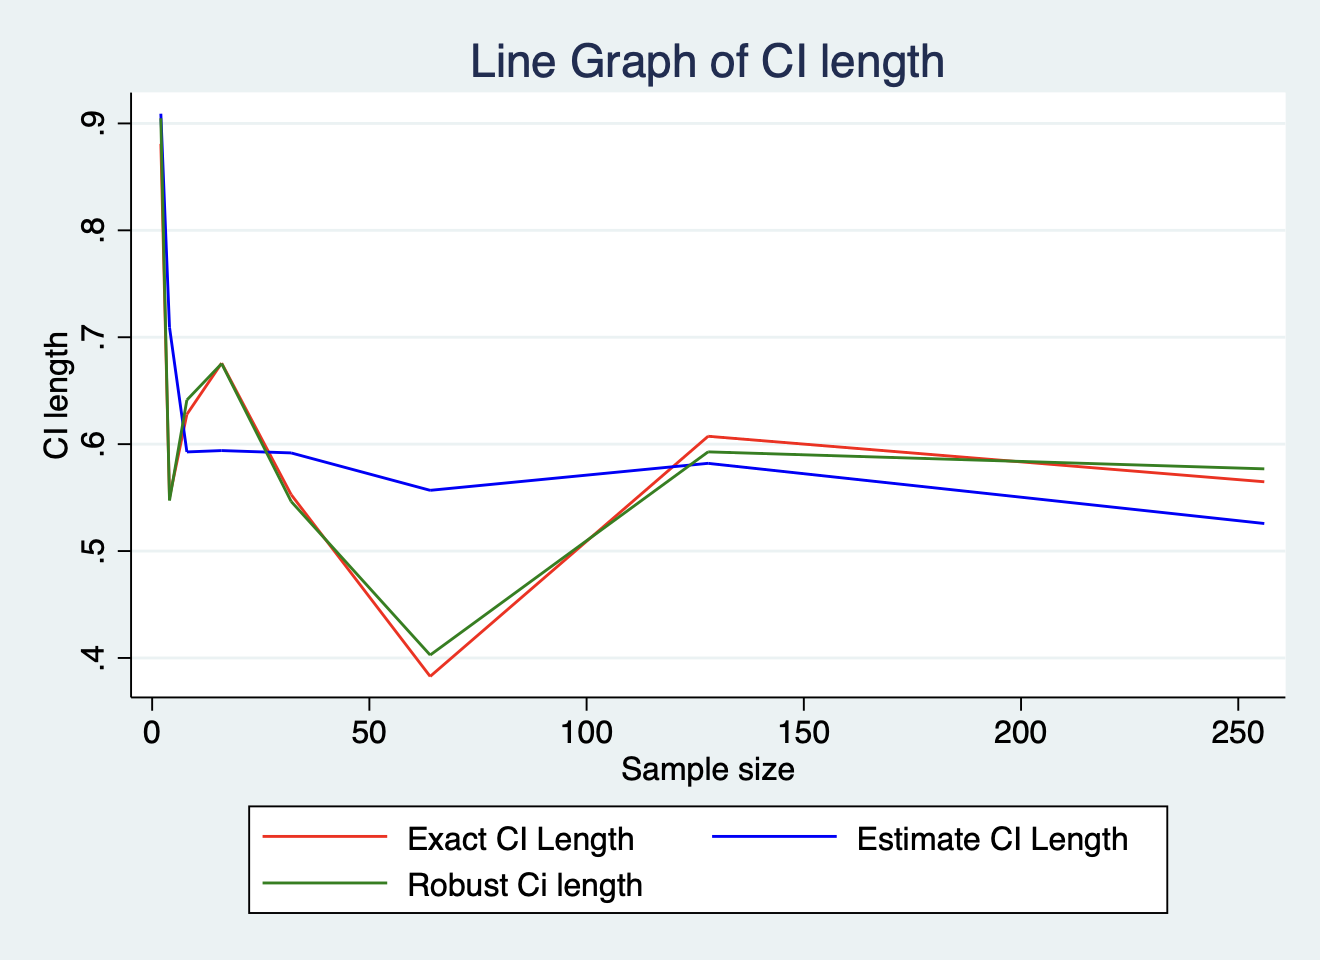 Line Graph of CI length
CI length
.9
.8
.7
.6
.5
.4
0 50 100 150 200 250
Sample size
Exact CI Length Estimate CI Length
Robust Ci length